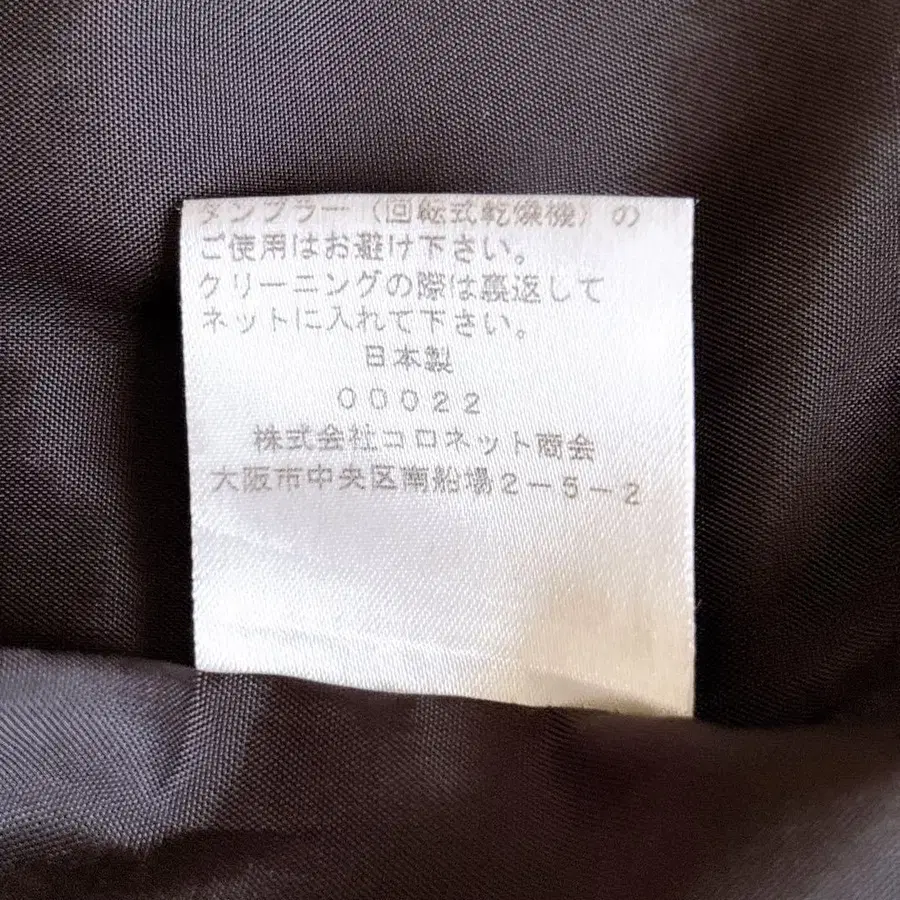 タンブラー（回転式乾燥機）の
ご使用はお避け下さい。
クリーニングの際は裏返して
ネットに入れて下さい。
日本製
00022
株式会社コロネット商会
大阪市中央区南船場2-5-2